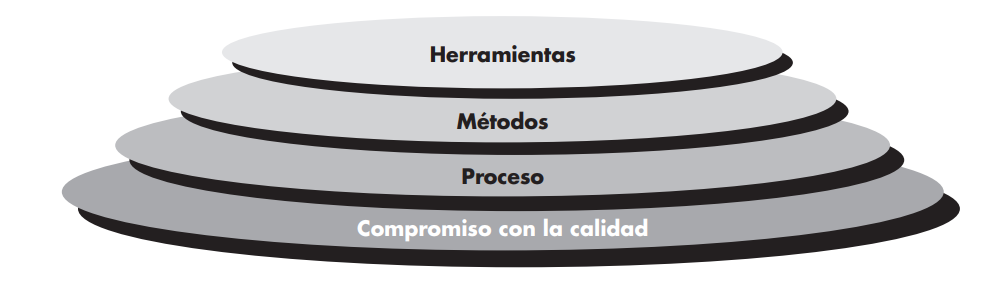 Herramientas
Métodos
Proceso
Compromiso con la calidad